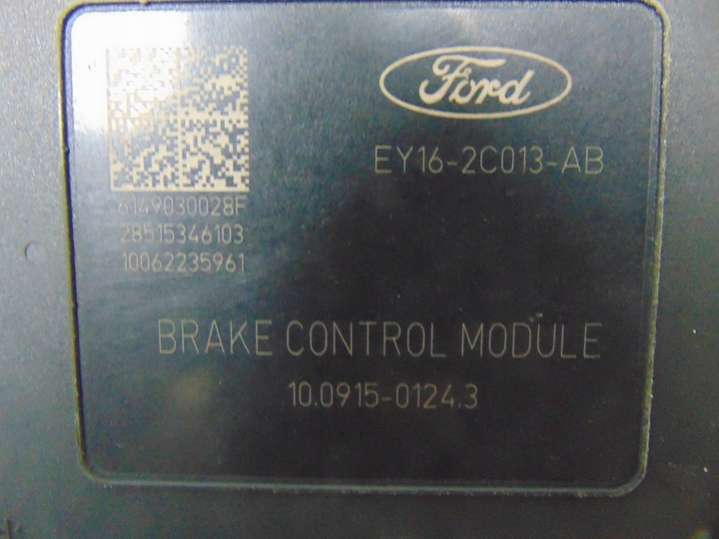 Ford
EY16-2C013-AB
6149030028F
28515346103
10062235961
BRAKE CONTROL MODULE
10.0915-0124.3